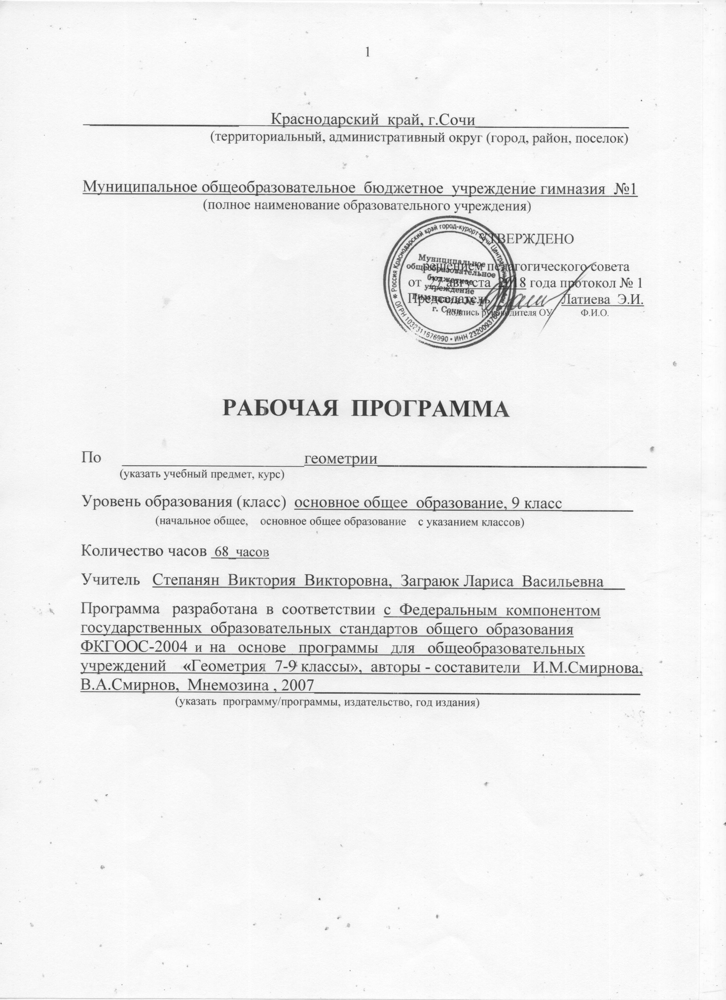 1
Краснодарский край, г.Сочи
(территориальный, административный округ (город, район, поселок)
Муниципальное общеобразовательное бюджетное учреждение гимназия №1
(полное наименование образовательного учреждения)
УТВЕРЖДЕНО
решением педагогического совета
от 27 августа 2018 года протокол № 1
Председатель Латиева Э.И.
подпись руководителя ОУ Ф.И.О.
Россия Краснодарский край город-курорт Сочи Центральный
ОГРН 1032311676990 • ИНН
Муниципальное
общеобразовательное
бюджетное
учреждение
Гимназия № 1
г. Сочи
РАБОЧАЯ ПРОГРАММА
По геометрии
(указать учебный предмет, курс)
Уровень образования (класс) основное общее образование, 9 класс
(начальное общее, основное общее образование с указанием классов)
Количество часов 68_часов
Учитель Степанян Виктория Викторовна, Заграюк Лариса Васильевна
Программа разработана в соответствии с Федеральным компонентом
государственных образовательных стандартов общего образования
ФКГООС-2004 и на основе программы для общеобразовательных
учреждений «Геометрия 7-9 классы», авторы - составители И.М.Смирнова,
В.А.Смирнов, Мнемозина , 2007
(указать программу/программы, издательство, год издания)